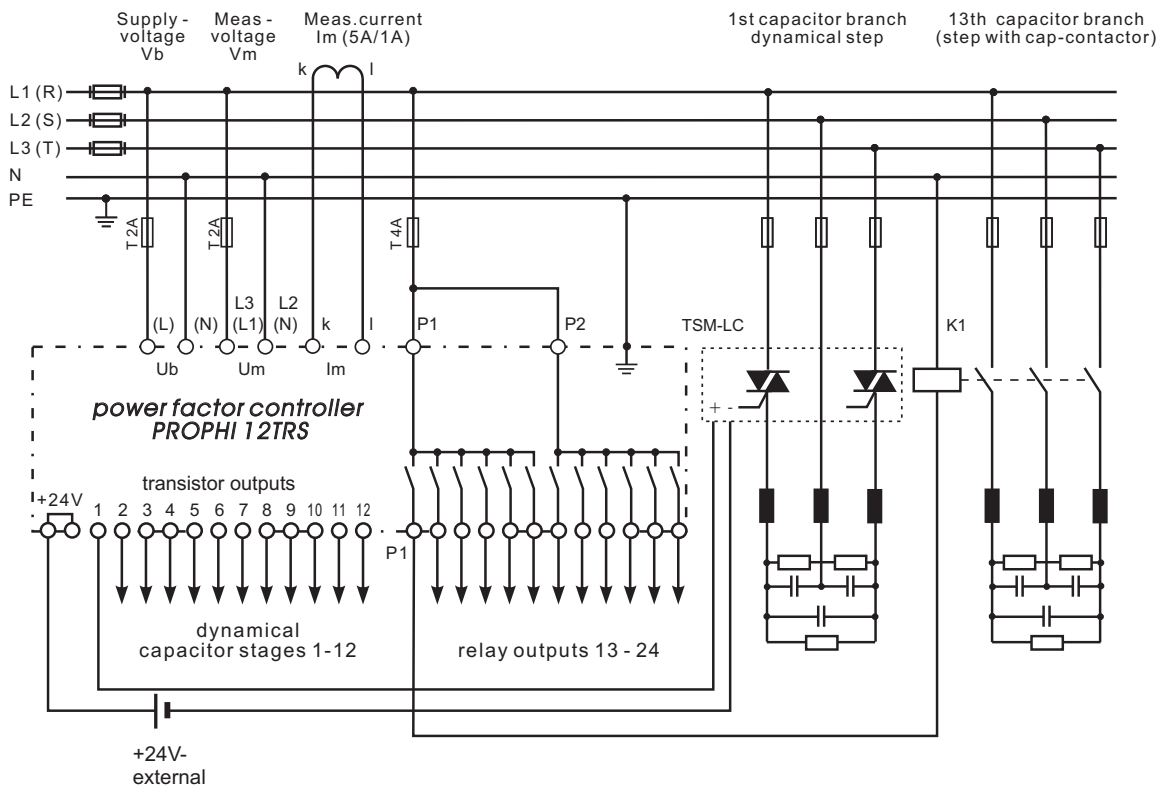 Supply -
voltage
Vb
Meas -
voltage
Vm
Meas.current
Im (5A/1A)
1st capacitor branch
dynamical step
13th capacitor branch
(step with cap-contactor)
k
l
L1 (R)
L2 (S)
L3 (T)
N
PE
T 2A
T 2A
T 4A
(L)
(N)
L3
(L1)
L2
(N)
k
l
P1
P2
TSM-LC
K1
Ub
Um
Im
power factor controller
PROPHI 12TRS
+ -
transistor outputs
+24V
1 2 3 4 5 6 7 8 9 10 11 12
P1
dynamical
capacitor stages 1-12
relay outputs 13 - 24
+24V-
external